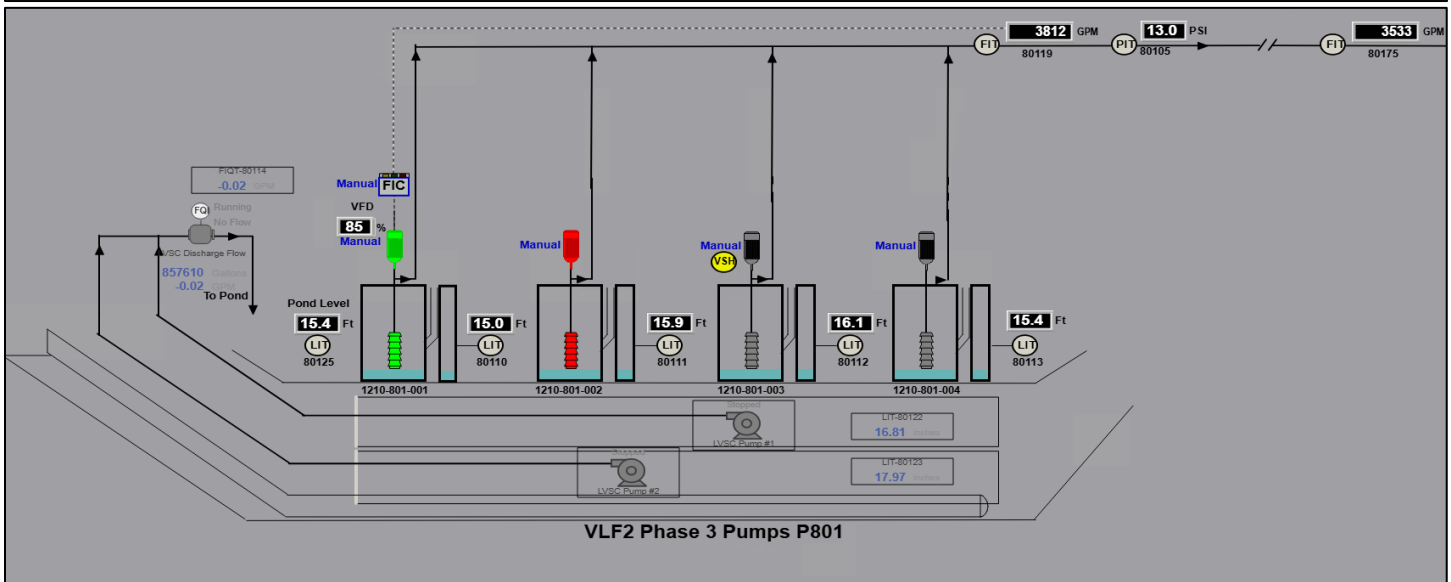 3812 GPM
13.0 PSI
3533 GPM
FIT
PIT
FIT
80119
80105
80175
FIQT-80114
-0.02 GPM
Manual
FIC
FQI
Running
No Flow
VFD
85 %
Manual
Manual
Manual
Manual
VSC Discharge Flow
VSH
857610 Gallons
-0.02 GPM
To Pond
Pond Level
15.4 Ft
15.0 Ft
15.9 Ft
16.1 Ft
15.4 Ft
LIT
LIT
LIT
LIT
LIT
80125
80110
80111
80112
80113
1210-801-001
1210-801-002
1210-801-003
1210-801-004
Stopped
LVSC Pump #1
LIT-80122
16.81 inches
Stopped
LVSC Pump #2
LIT-80123
17.97 inches
VLF2 Phase 3 Pumps P801